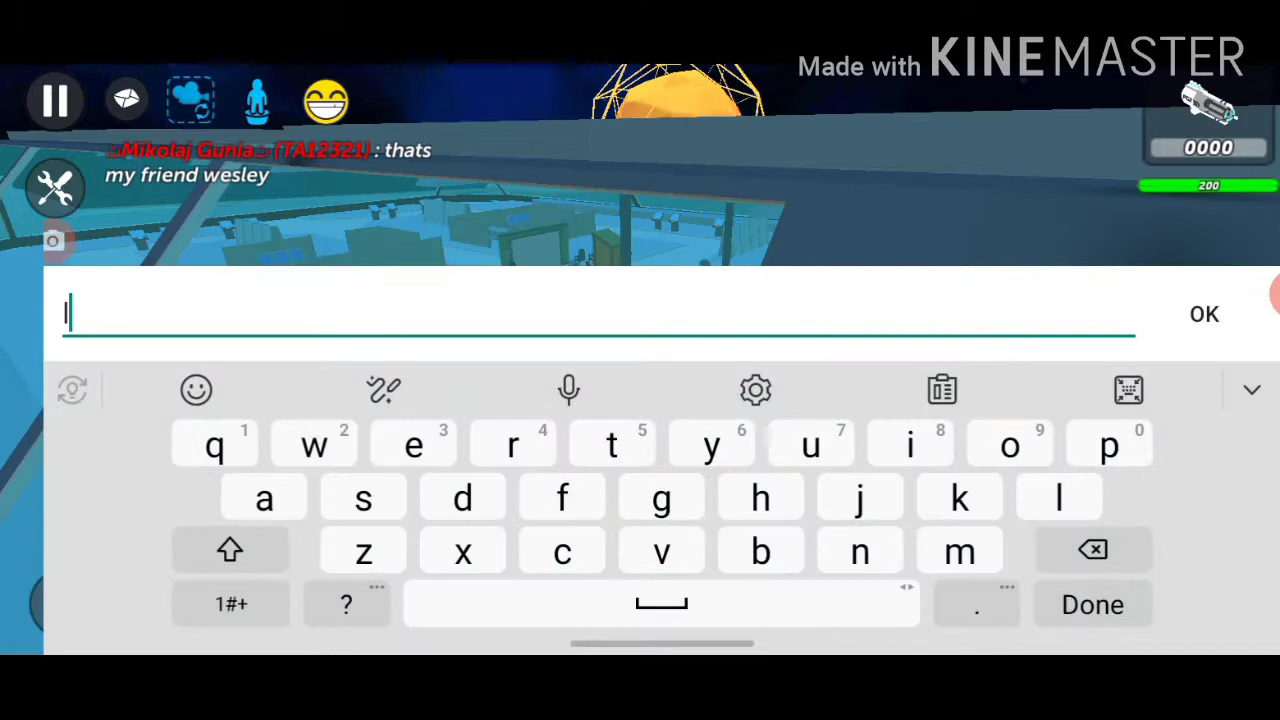 Made with KINEMASTER
Mikolaj Gunia (TA12321) : thats
my friend wesley
0000
200
I
OK
q 1 w 2 e 3 r 4 t 5 y 6 u 7 i 8 o 9 p 0
a s d f g h j k l
z x c v b n m
1#+ ? . Done